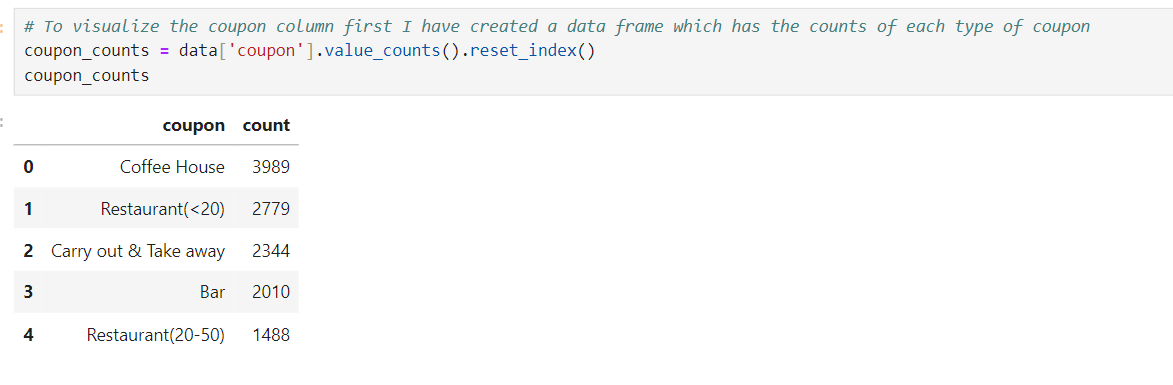 # To visualize the coupon column first I have created a data frame which has the counts of each type of coupon
coupon_counts = data['coupon'].value_counts().reset_index()
coupon_counts
coupon count
0 Coffee House 3989
1 Restaurant(<20) 2779
2 Carry out & Take away 2344
3 Bar 2010
4 Restaurant(20-50) 1488